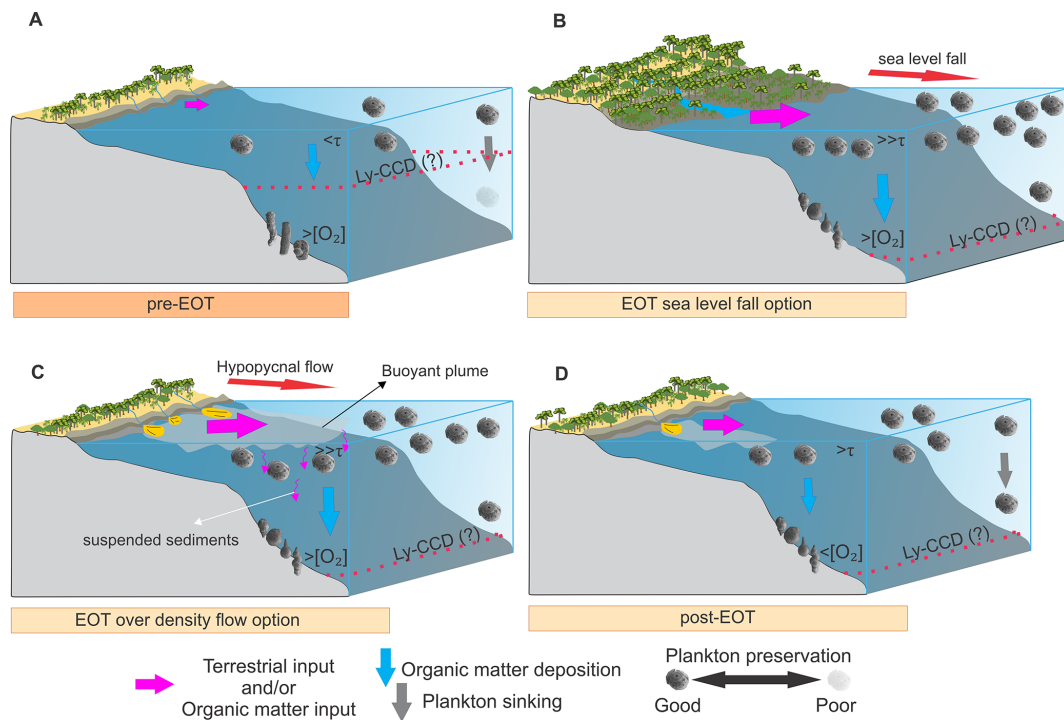 A
<τ
Ly-CCD (?)
>[O₂]
pre-EOT
B
sea level fall
>>τ
>[O₂]
Ly-CCD (?)
EOT sea level fall option
C
Hypopycnal flow
Buoyant plume
>>τ
suspended sediments
>[O₂]
Ly-CCD (?)
EOT over density flow option
D
>τ
<[O₂]
Ly-CCD (?)
post-EOT
Terrestrial input
and/or
Organic matter input
Organic matter deposition
Plankton sinking
Plankton preservation
Good
Poor